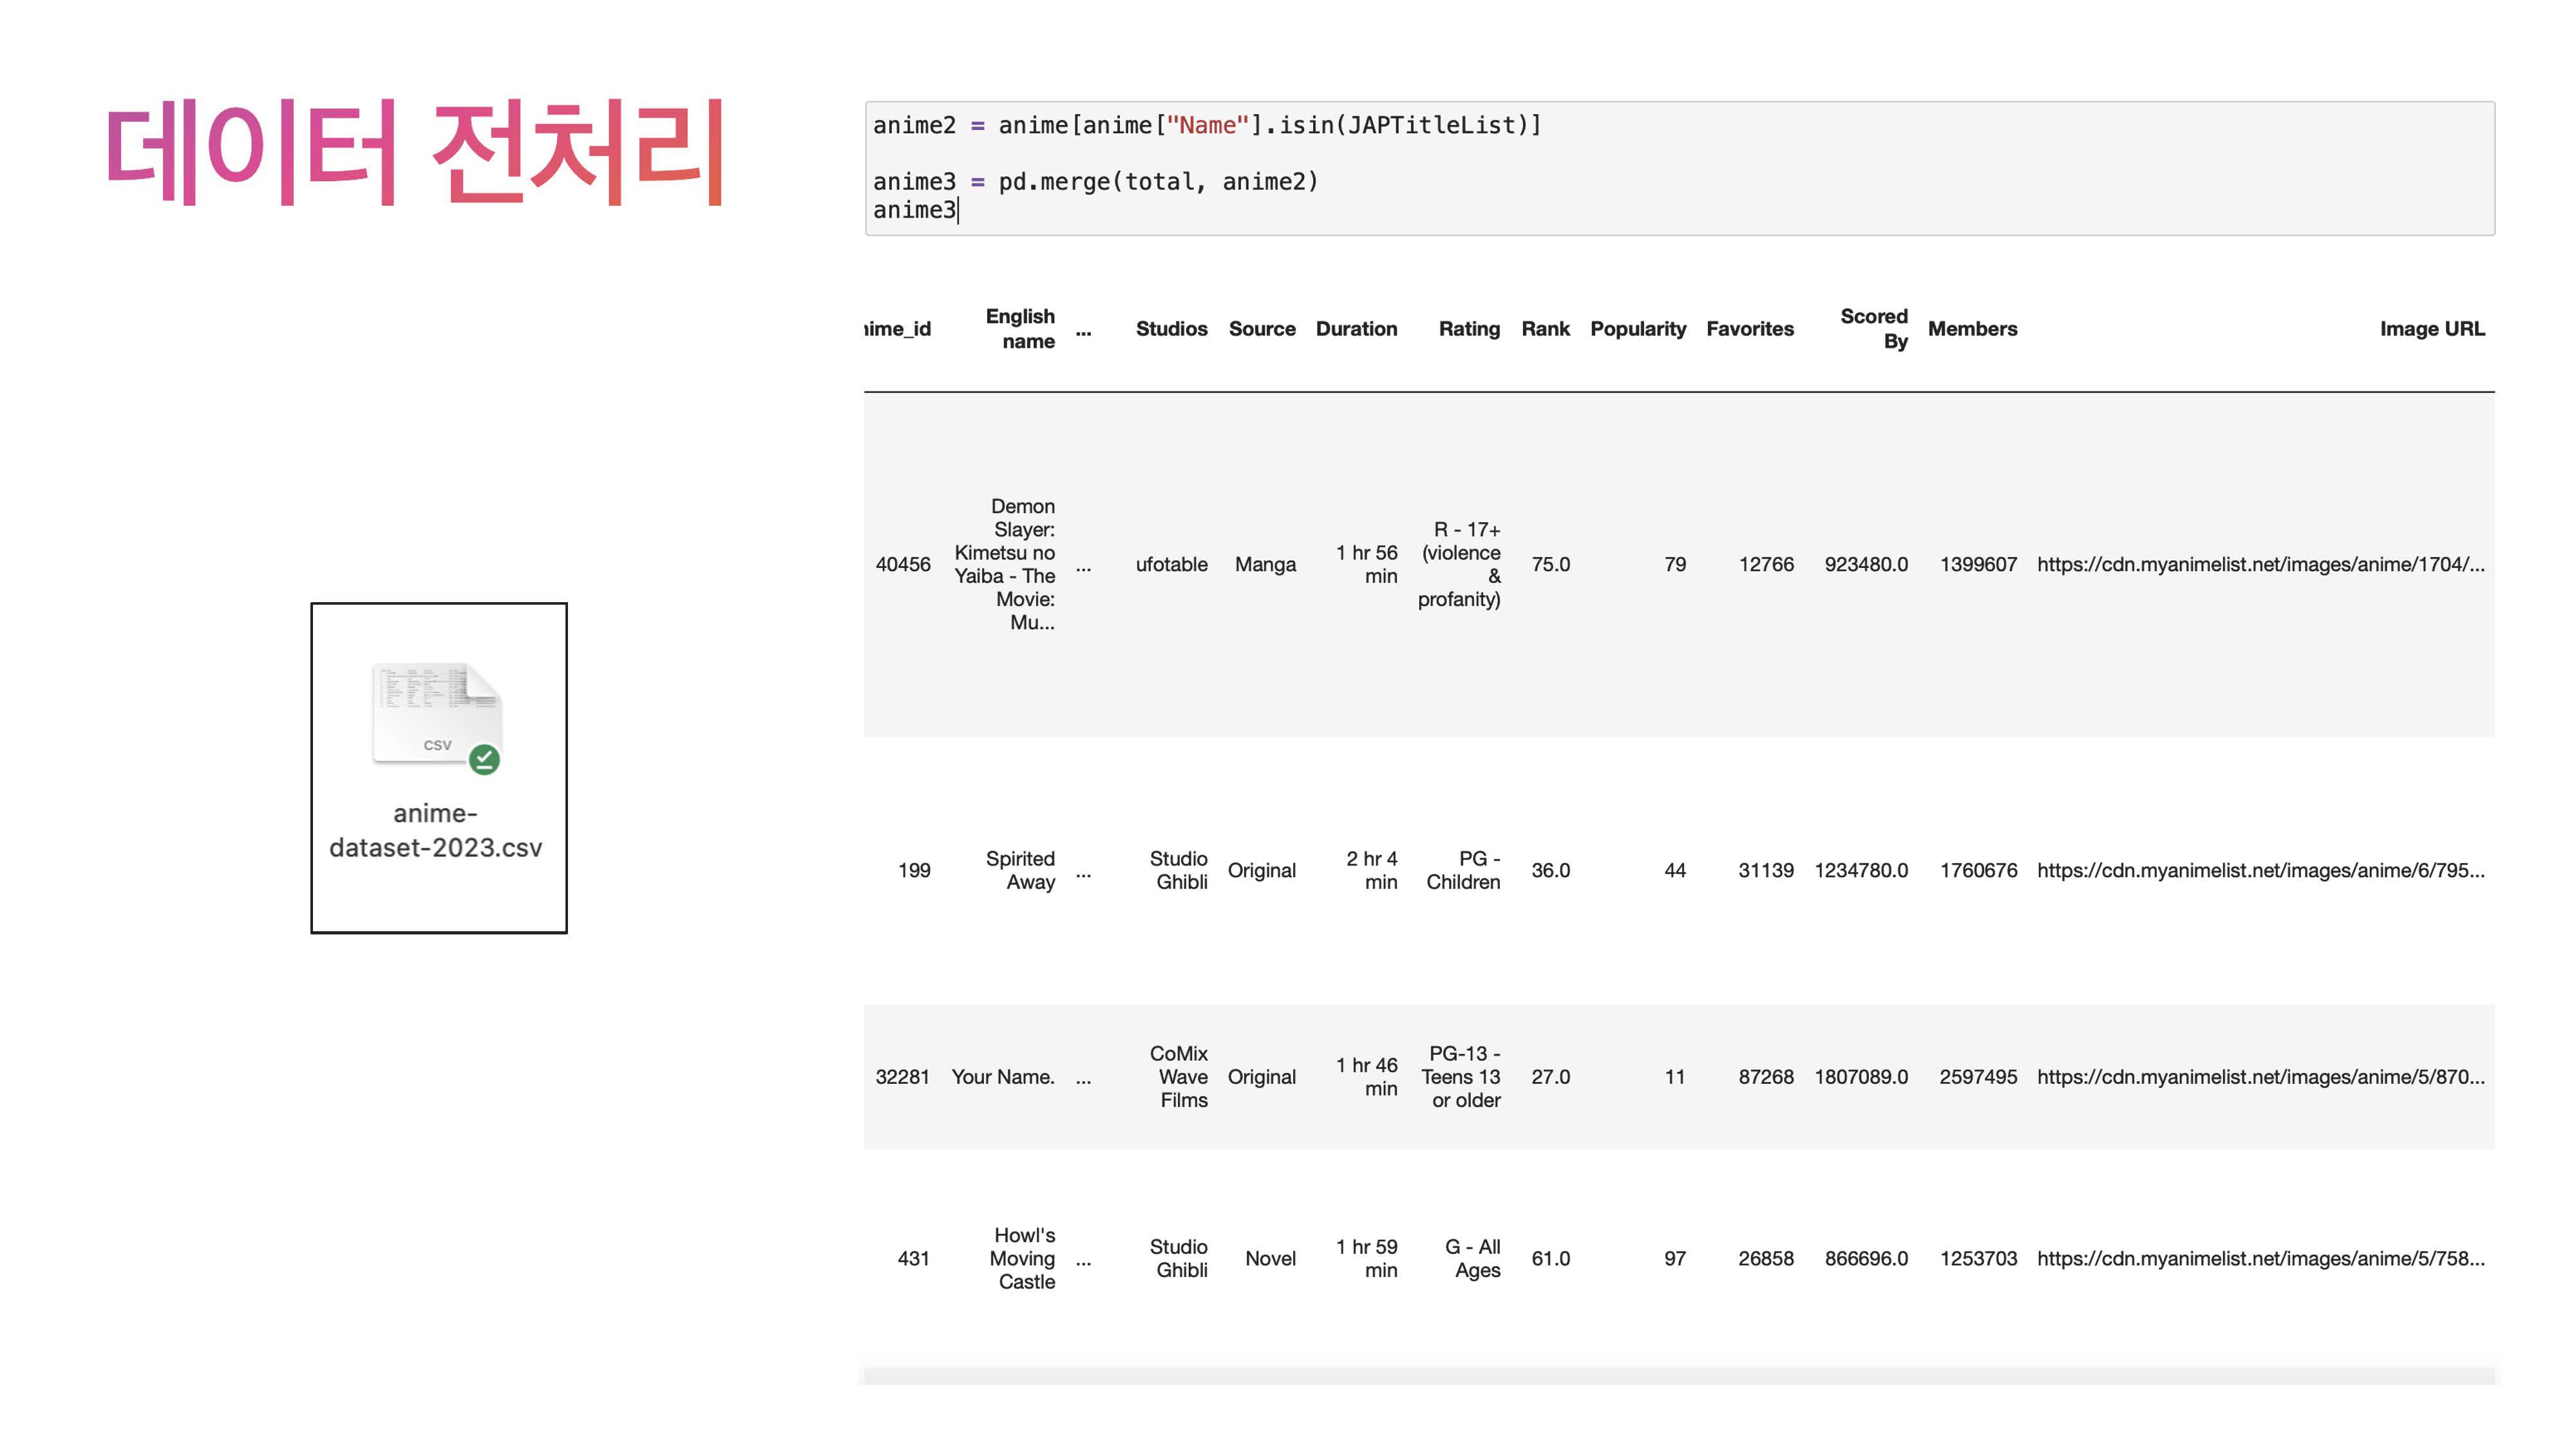 데이터 전처리
anime2 = anime[anime["Name"].isin(JAPTitleList)]
anime3 = pd.merge(total, anime2)
anime3
CSV
anime-
dataset-2023.csv
nime_id English name ... Studios Source Duration Rating Rank Popularity Favorites Scored By Members Image URL
40456 Demon Slayer: Kimetsu no Yaiba - The Movie: Mu... ... ufotable Manga 1 hr 56 min R - 17+ (violence & profanity) 75.0 79 12766 923480.0 1399607 https://cdn.myanimelist.net/images/anime/1704/...
199 Spirited Away ... Studio Ghibli Original 2 hr 4 min PG - Children 36.0 44 31139 1234780.0 1760676 https://cdn.myanimelist.net/images/anime/6/795...
32281 Your Name. ... CoMix Wave Films Original 1 hr 46 min PG-13 - Teens 13 or older 27.0 11 87268 1807089.0 2597495 https://cdn.myanimelist.net/images/anime/5/870...
431 Howl's Moving Castle ... Studio Ghibli Novel 1 hr 59 min G - All Ages 61.0 97 26858 866696.0 1253703 https://cdn.myanimelist.net/images/anime/5/758...